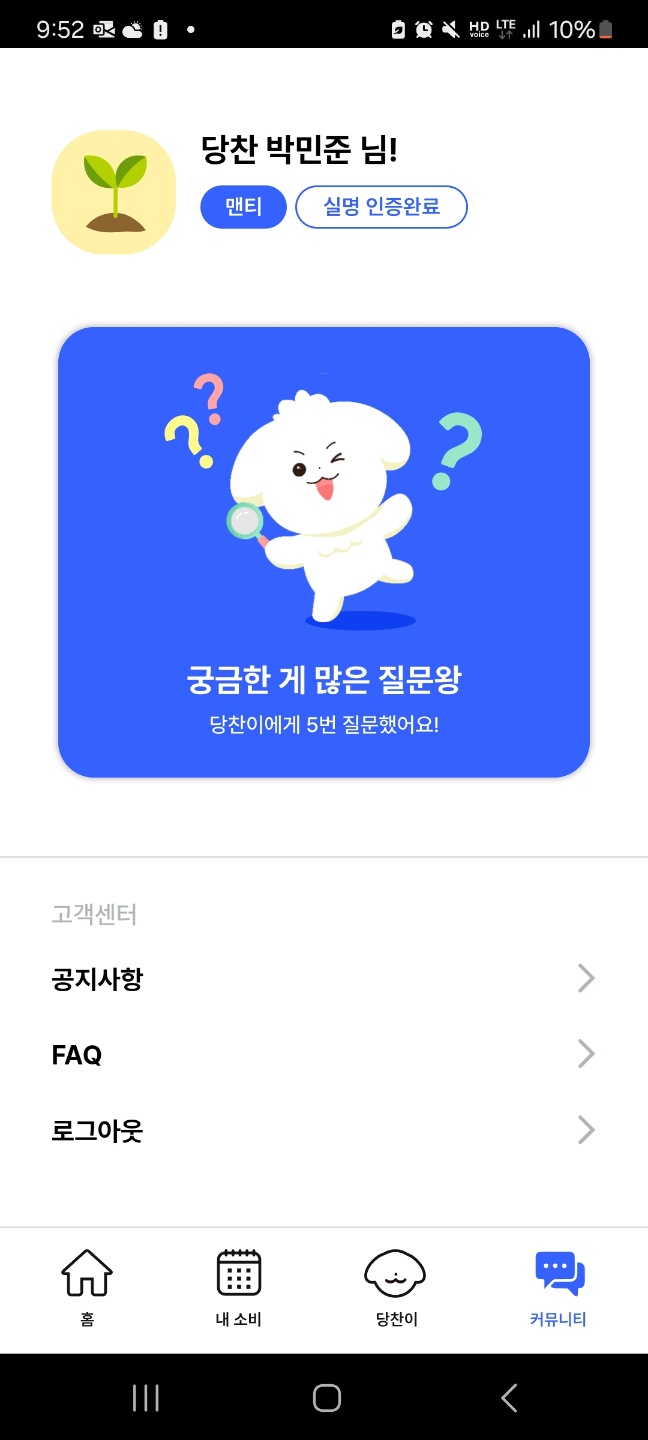 9:52
HD voice LTE 10%
당찬 박민준 님!
맨티 실명 인증완료
? ? ?
궁금한 게 많은 질문왕
당찬이에게 5번 질문했어요!
고객센터
공지사항
FAQ
로그아웃
홈 내 소비 당찬이 커뮤니티